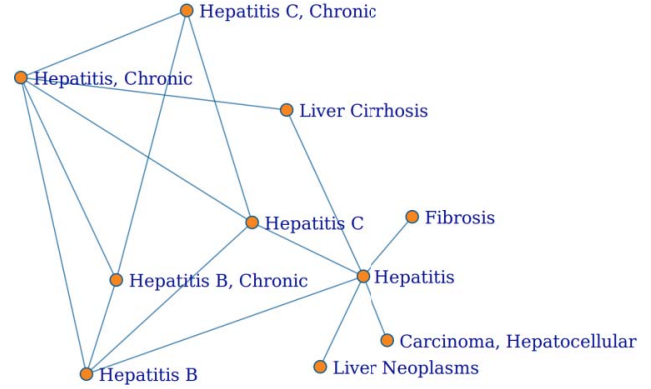 Hepatitis C, Chronic
Hepatitis, Chronic
Liver Cirrhosis
Hepatitis C
Fibrosis
Hepatitis B, Chronic
Hepatitis
Carcinoma, Hepatocellular
Liver Neoplasms
Hepatitis B